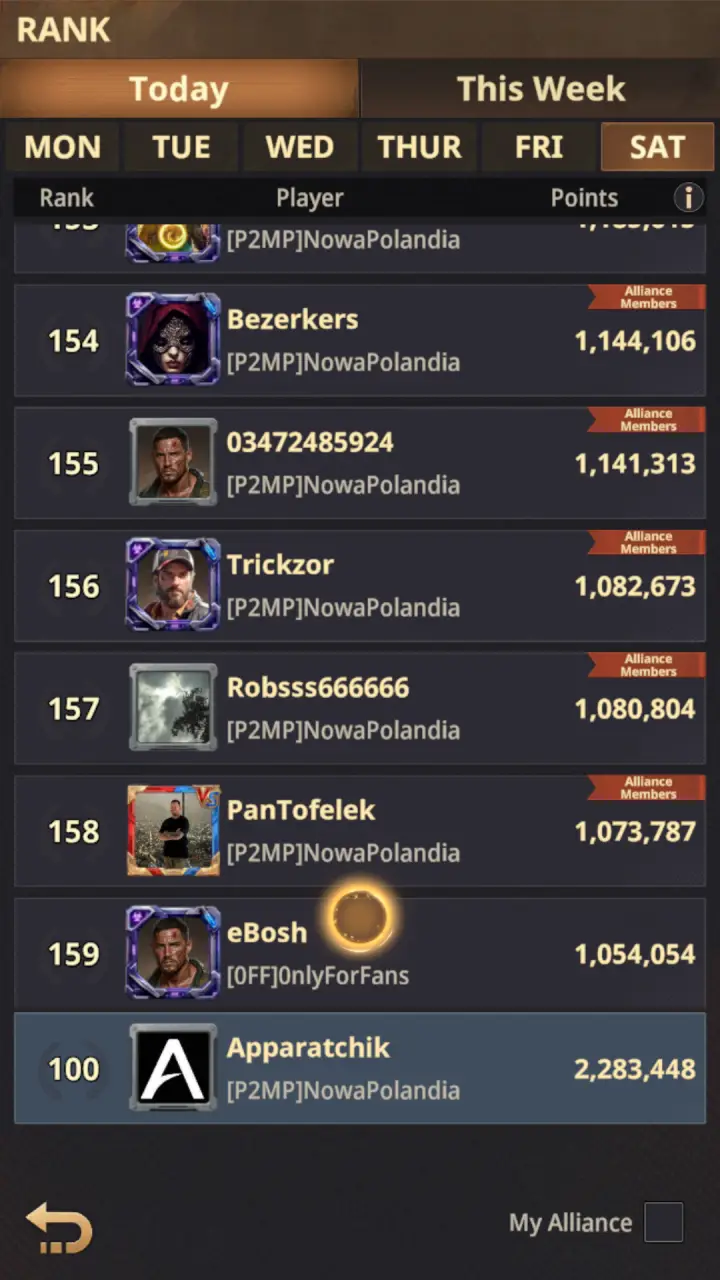 RANK
Today This Week
MON TUE WED THUR FRI SAT
Rank Player Points
[P2MP]NowaPolandia
Alliance Members
154 Bezerkers 1,144,106
[P2MP]NowaPolandia
Alliance Members
155 03472485924 1,141,313
[P2MP]NowaPolandia
Alliance Members
156 Trickzor 1,082,673
[P2MP]NowaPolandia
Alliance Members
157 Robsss666666 1,080,804
[P2MP]NowaPolandia
Alliance Members
158 PanTofelek 1,073,787
[P2MP]NowaPolandia
159 eBosh 1,054,054
[0FF]0nlyForFans
100 Apparatchik 2,283,448
[P2MP]NowaPolandia
My Alliance